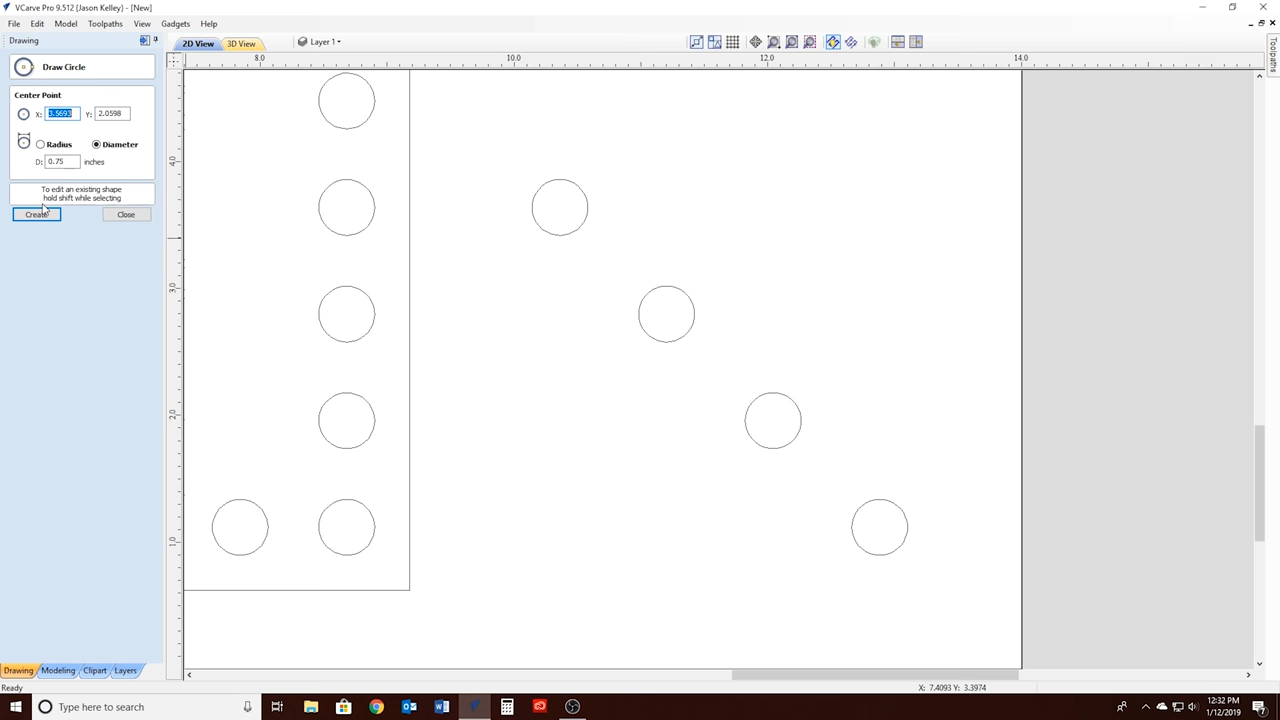 VCarve Pro 9.512 {Jason Kelley} - [New]
File Edit Model Toolpaths View Gadgets Help
Drawing
2D View 3D View Layer 1
Draw Circle
8.0 10.0 12.0 14.0
Toolpaths
Center Point
X: 3.5693 Y: 2.0598
Radius Diameter
D: 0.75 inches
4.0
To edit an existing shape
hold shift while selecting
Create Close
3.0
2.0
1.0
Drawing Modeling Clipart Layers
Ready X: 7.4093 Y: 3.3974
Type here to search
12:32 PM
1/12/2019